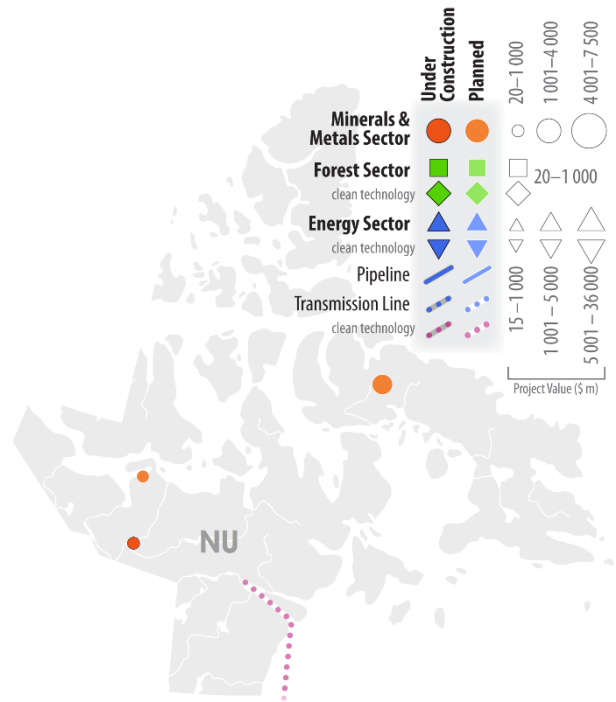 Under
Construction
Planned
20–1 000
1 001–4 000
4 001–7 500
Minerals &
Metals Sector
Forest Sector
20–1 000
clean technology
Energy Sector
clean technology
Pipeline
Transmission Line
clean technology
15–1 000
1 001–5 000
5 001–36 000
Project Value ($ m)
NU